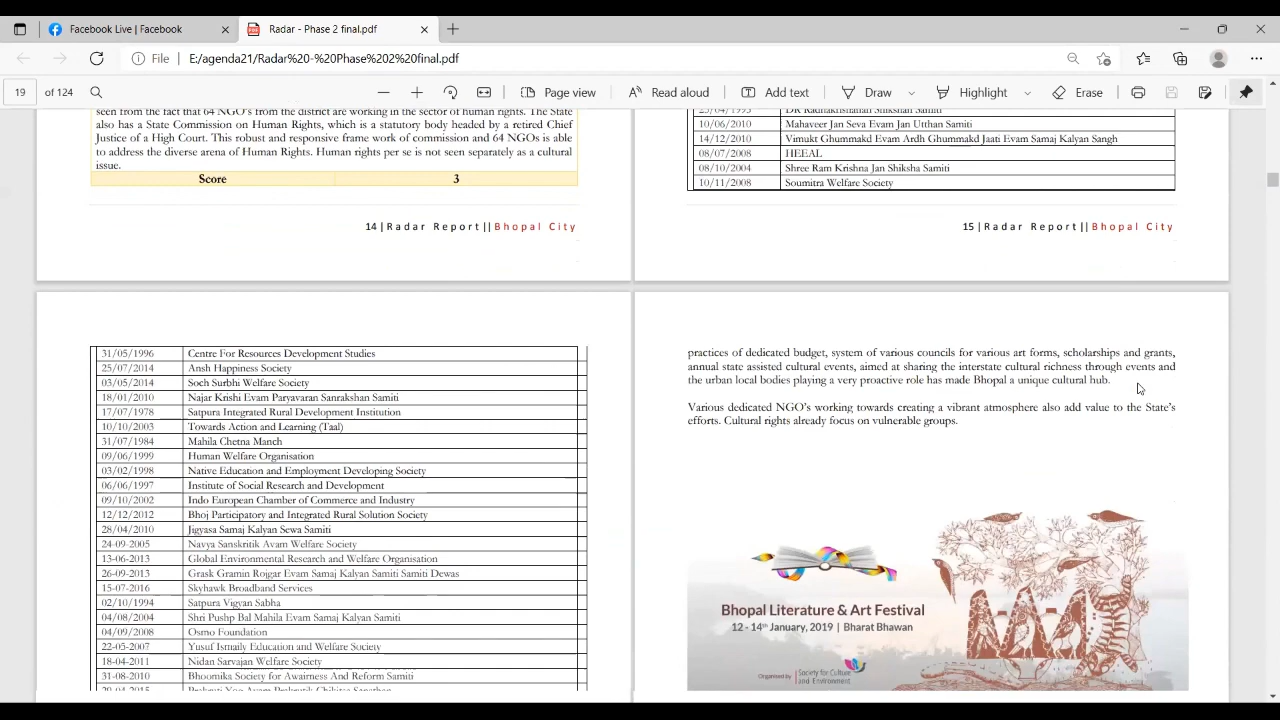 Facebook Live | Facebook
Radar - Phase 2 final.pdf
File
E:/agenda21/Radar%20-%20Phase%202%20final.pdf
19 of 124
Page view
Read aloud
Add text
Draw
Highlight
Erase
seen from the fact that 64 NGO's from the district are working in the sector of human rights. The State
also has a State Commission on Human Rights, which is a statutory body headed by a retired Chief
Justice of a High Court. This robust and responsive frame work of commission and 64 NGOs is able
to address the diverse arena of Human Rights. Human rights per se is not seen separately as a cultural
issue.
Score 3
14 | Radar Report || Bhopal City
25/04/1995 DR Radhakrishanan Shikshan Samiti
10/06/2010 Mahaveer Jan Seva Evam Jan Utthan Samiti
14/12/2010 Vimukt Ghummakd Evam Ardh Ghummakd Jaati Evam Samaj Kalyan Sangh
08/07/2008 HEEAL
08/10/2004 Shree Ram Krishna Jan Shiksha Samiti
10/11/2008 Soumitra Welfare Society
15 | Radar Report || Bhopal City
31/05/1996 Centre For Resources Development Studies
25/07/2014 Ansh Happiness Society
03/05/2014 Soch Surbhi Welfare Society
18/01/2010 Najar Krishi Evam Paryavaran Sanrakshan Samiti
17/07/1978 Satpura Integrated Rural Development Institution
10/10/2003 Towards Action and Learning (Taal)
31/07/1984 Mahila Chetna Manch
09/06/1999 Human Welfare Organisation
03/02/1998 Native Education and Employment Developing Society
06/06/1997 Institute of Social Research and Development
09/10/2002 Indo European Chamber of Commerce and Industry
12/12/2012 Bhoj Participatory and Integrated Rural Solution Society
28/04/2010 Jigyasa Samaj Kalyan Sewa Samiti
24-09-2005 Navya Sanskritik Avam Welfare Society
13-06-2013 Global Environmental Research and Welfare Organisation
26-09-2013 Grask Gramin Rojgar Evam Samaj Kalyan Samiti Samiti Dewas
15-07-2016 Skyhawk Broadband Services
02/10/1994 Satpura Vigyan Sabha
04/08/2004 Shri Pushp Bal Mahila Evam Samaj Kalyan Samiti
04/09/2008 Osmo Foundation
22-05-2007 Yusuf Ismaily Education and Welfare Society
18-04-2011 Nidan Sarvajan Welfare Society
31-08-2010 Bhoomika Society for Awairness And Reform Samiti
practices of dedicated budget, system of various councils for various art forms, scholarships and grants,
annual state assisted cultural events, aimed at sharing the interstate cultural richness through events and
the urban local bodies playing a very proactive role has made Bhopal a unique cultural hub.
Various dedicated NGO's working towards creating a vibrant atmosphere also add value to the State's
efforts. Cultural rights already focus on vulnerable groups.
Bhopal Literature & Art Festival
12 - 14th January, 2019 | Bharat Bhawan
Organised by | Society for Culture
and Environment